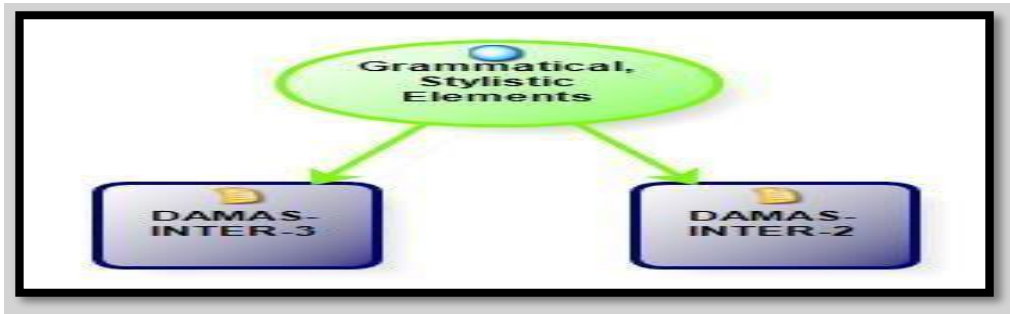 Grammatical,
Stylistic
Elements
DAMAS-
INTER-3
DAMAS-
INTER-2